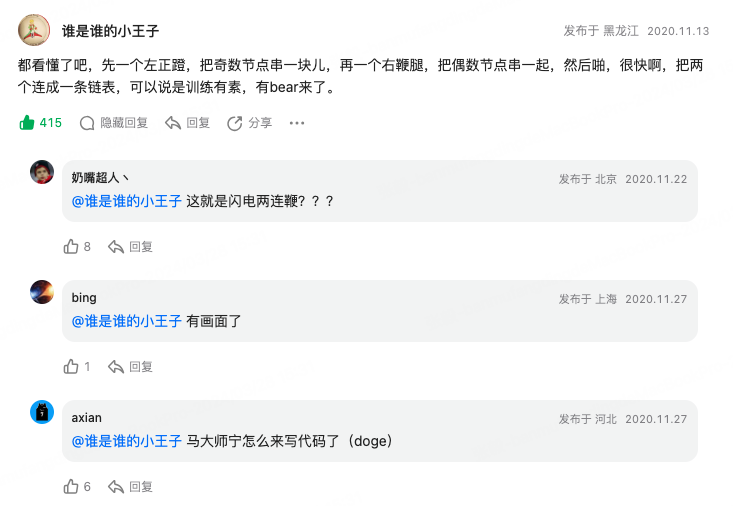 谁是谁的小王子
发布于 黑龙江 2020.11.13
都看懂了吧，先一个左正蹬，把奇数节点串一块儿，再一个右鞭腿，把偶数节点串一起，然后啪，很快啊，把两
个连成一条链表，可以说是训练有素，有bear来了。
415 隐藏回复 回复 分享 ...
奶嘴超人丶
发布于 北京 2020.11.22
@谁是谁的小王子 这就是闪电两连鞭？？？
8 回复
bing
发布于 上海 2020.11.27
@谁是谁的小王子 有画面了
1 回复
axian
发布于 河北 2020.11.27
@谁是谁的小王子 马大师宁怎么来写代码了（doge）
6 回复